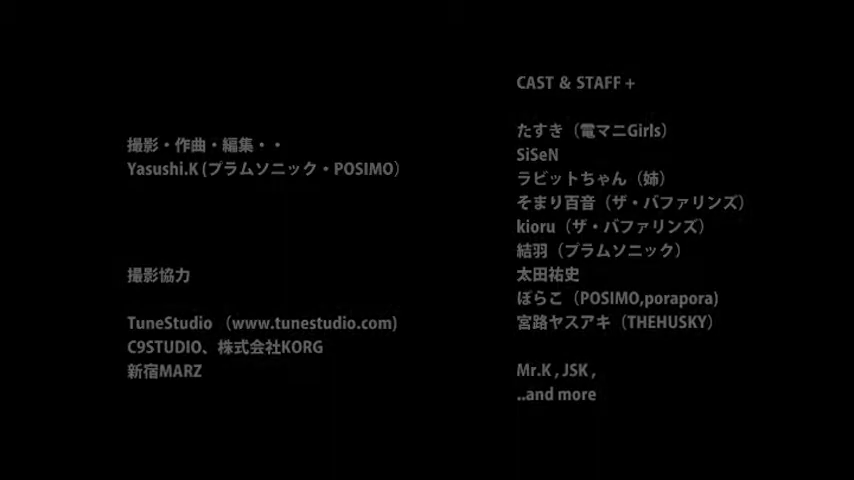 撮影・作曲・編集・・
Yasushi.K (プラムソニック・POSIMO）
撮影協力
TuneStudio （www.tunestudio.com)
C9STUDIO、株式会社KORG
新宿MARZ
CAST & STAFF +
たすき（電マニGirls）
SiSeN
ラビットちゃん（姉）
そまり百音（ザ・バファリンズ）
kioru（ザ・バファリンズ）
結羽（プラムソニック）
太田祐史
ぽらこ（POSIMO,porapora)
宮路ヤスアキ（THEHUSKY）
Mr.K , JSK ,
..and more